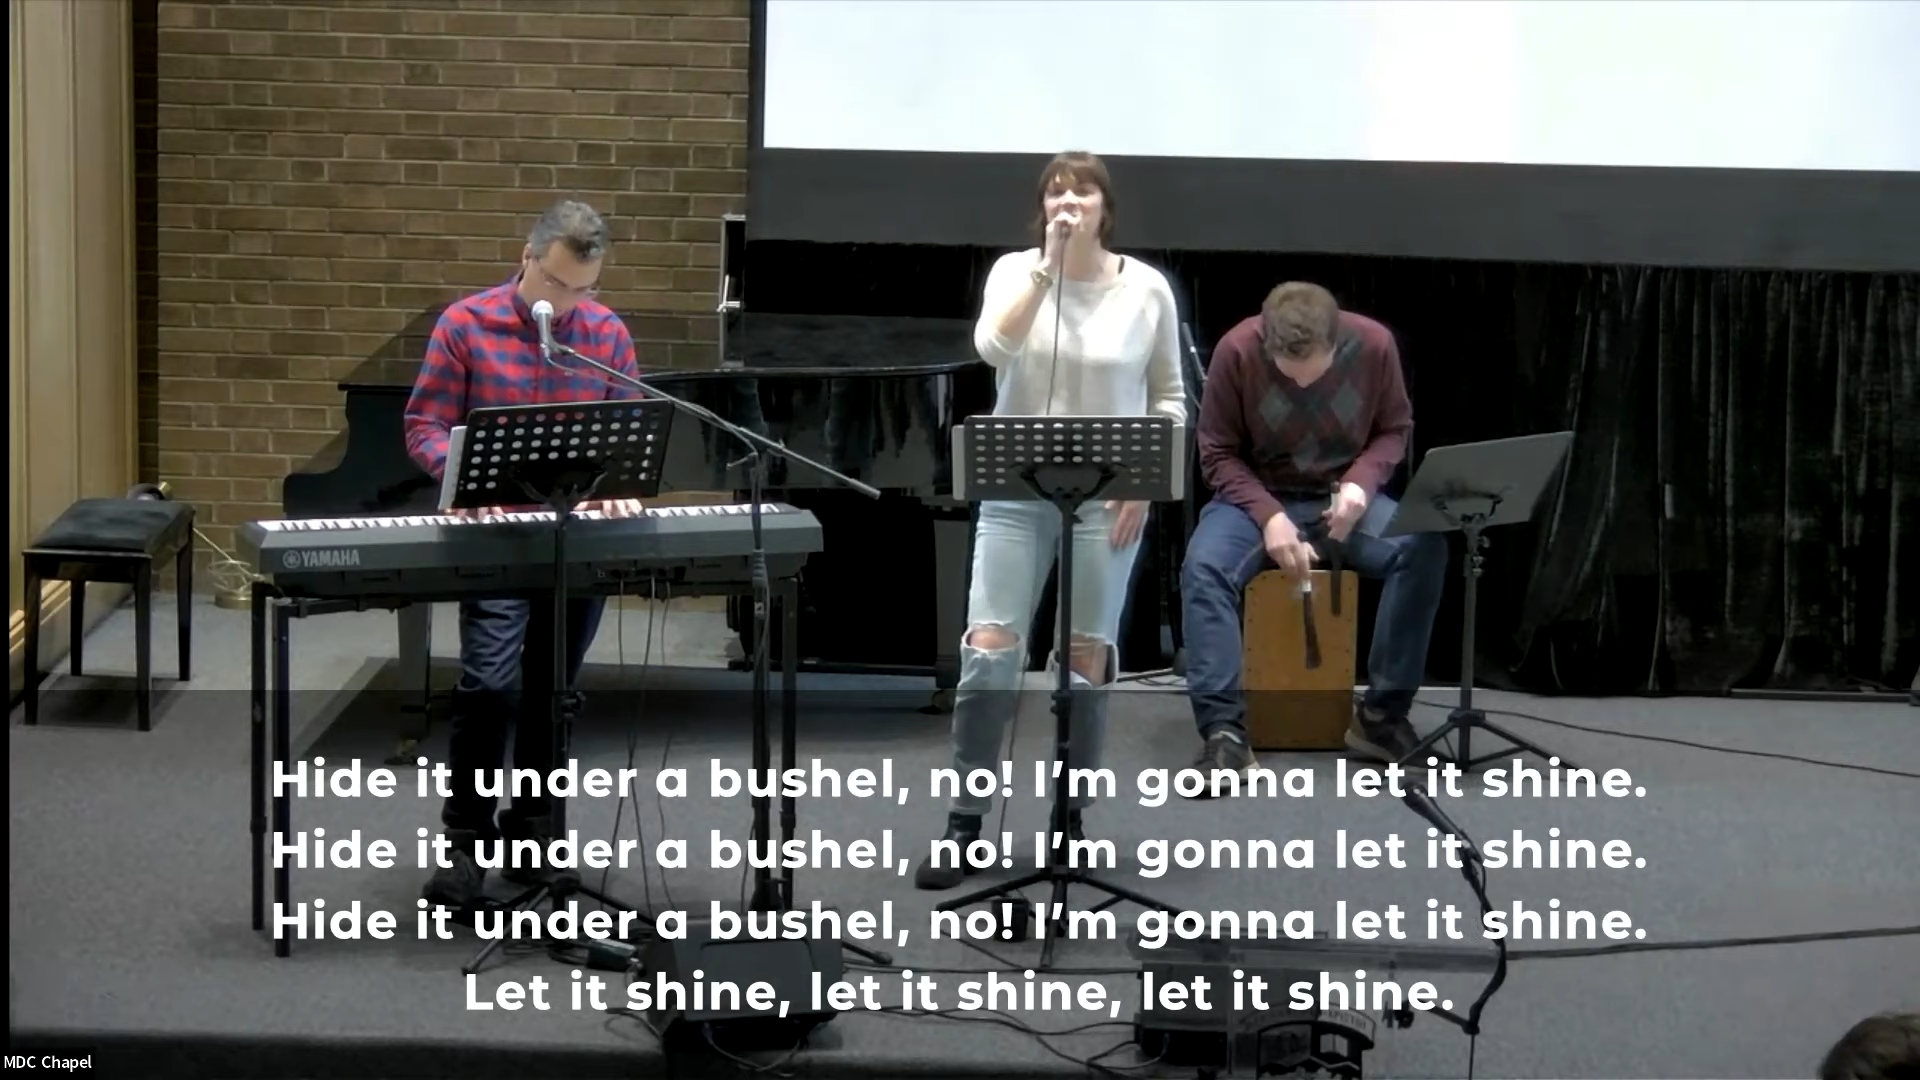 YAMAHA
Hide it under a bushel, no! I’m gonna let it shine.
Hide it under a bushel, no! I’m gonna let it shine.
Hide it under a bushel, no! I’m gonna let it shine.
Let it shine, let it shine, let it shine.
MDC Chapel